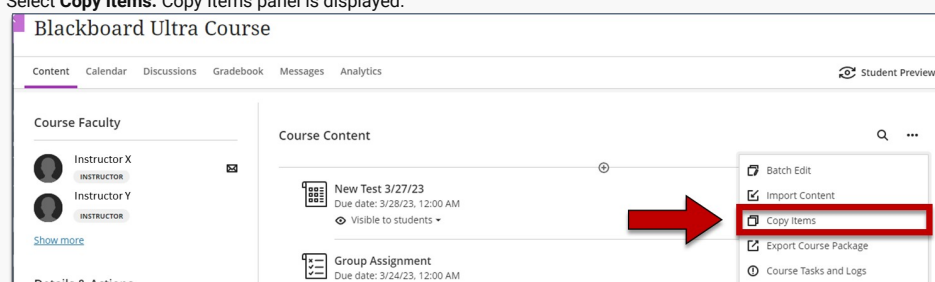 Select Copy Items. Copy Items panel is displayed.
Blackboard Ultra Course
Content Calendar Discussions Gradebook Messages Analytics Student Preview
Course Faculty
Instructor X
INSTRUCTOR
Instructor Y
INSTRUCTOR
Show more
Details & Actions
Course Content
New Test 3/27/23
Due date: 3/28/23, 12:00 AM
Visible to students
Group Assignment
Due date: 3/24/23, 12:00 AM
Batch Edit
Import Content
Copy Items
Export Course Package
Course Tasks and Logs